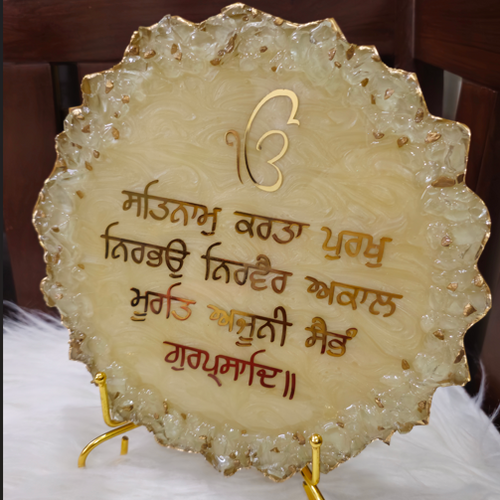 ੴ
ਸਤਿਨਾਮੁ ਕਰਤਾ ਪੁਰਖੁ
ਨਿਰਭਉ ਨਿਰਵੈਰ ਅਕਾਲ
ਮੁਰਤਿ ਅਜੂਨੀ ਸੈਭੰ
ਗੁਰਪ੍ਰਸਾਦਿ॥